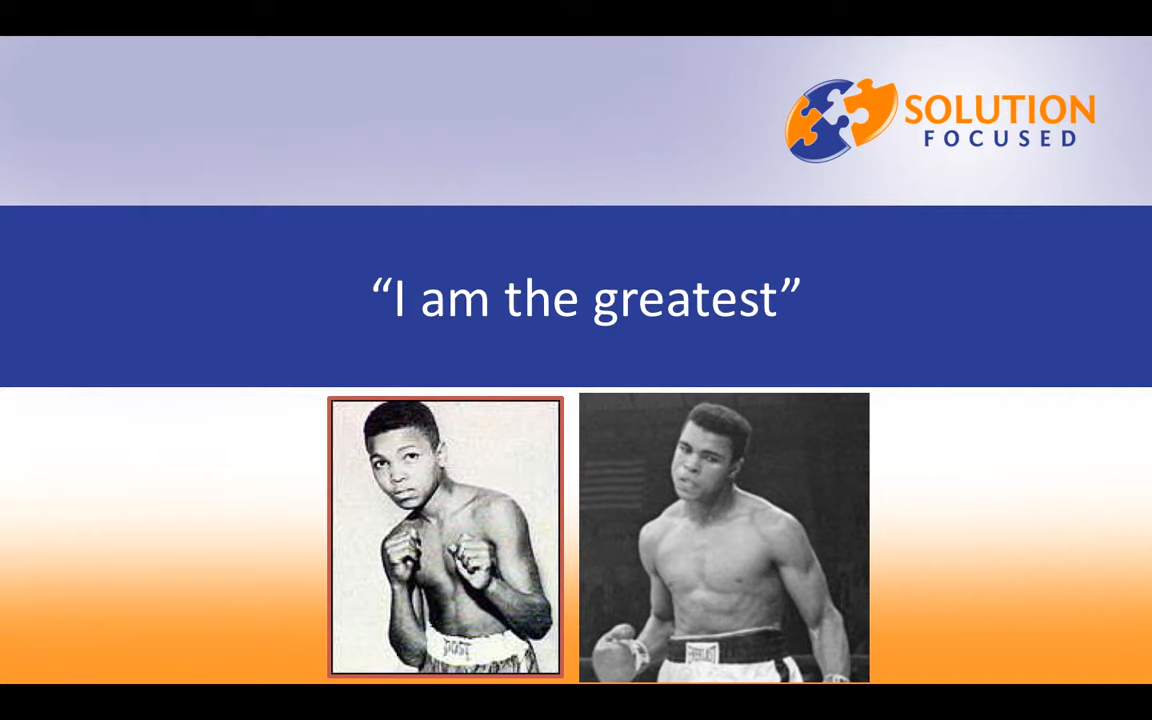 SOLUTION
FOCUSED
“I am the greatest”
EVERLAST